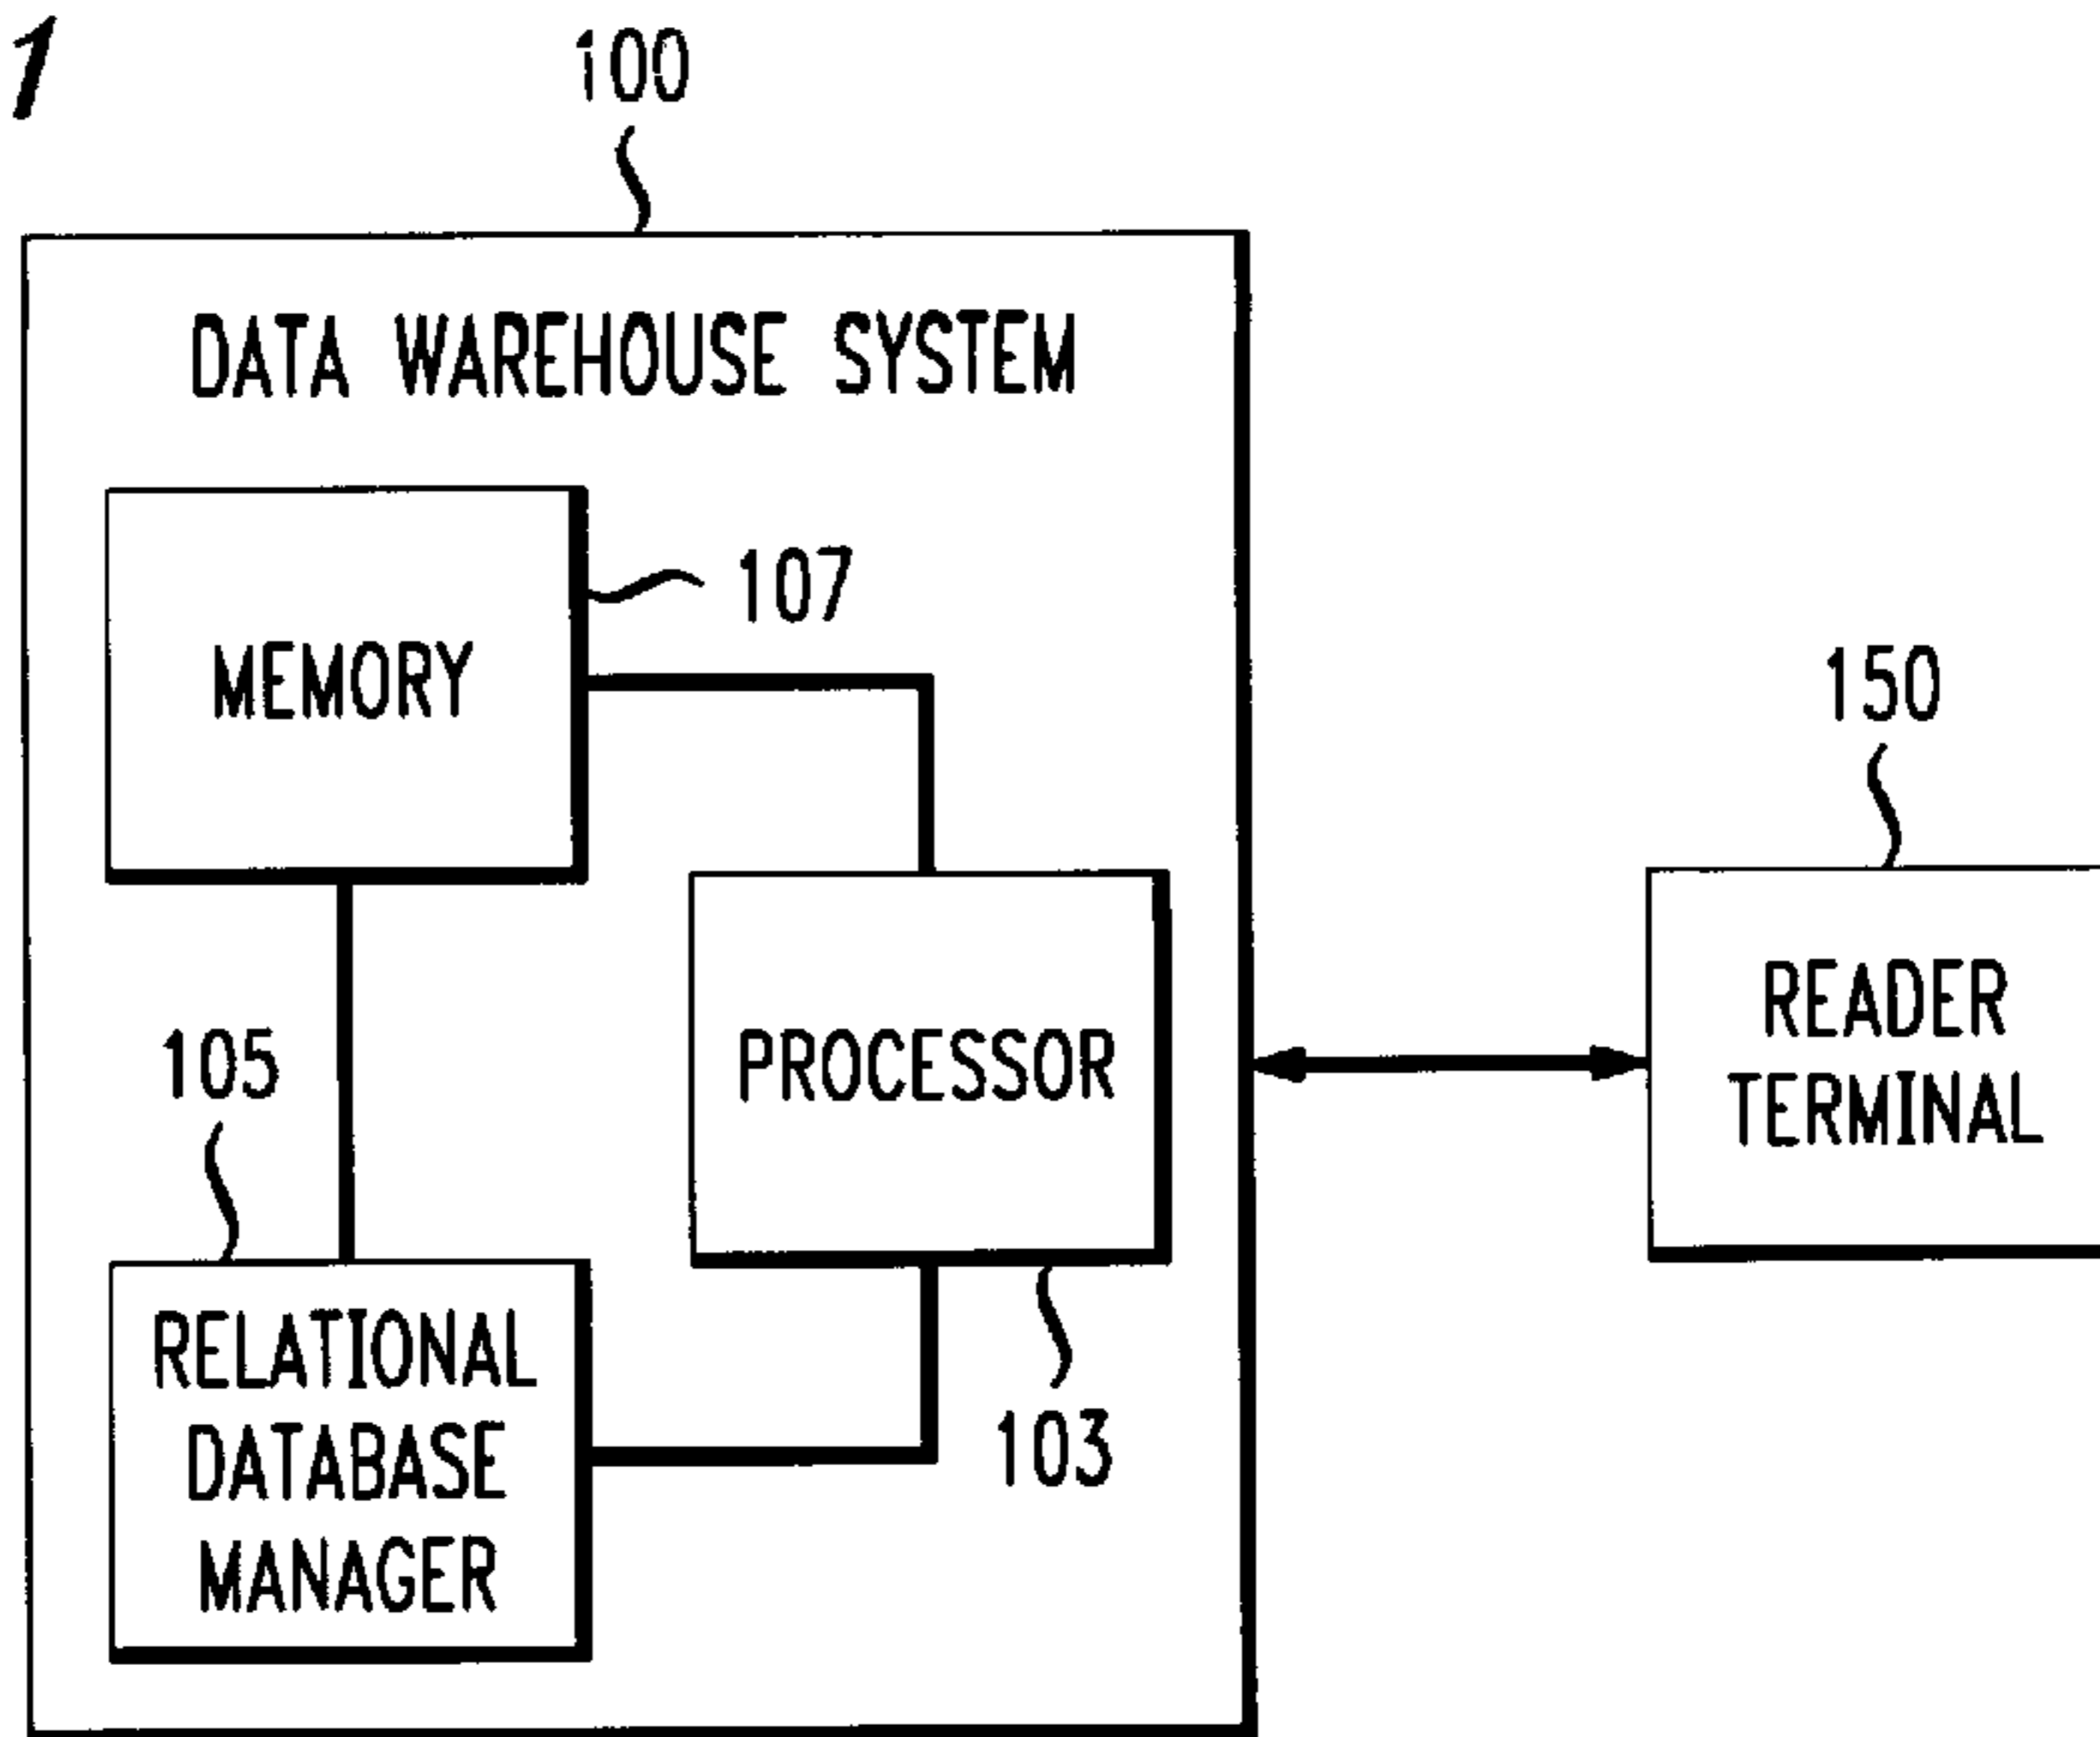 1
100
DATA WAREHOUSE SYSTEM
107
MEMORY
150
READER
TERMINAL
105
PROCESSOR
RELATIONAL
DATABASE
MANAGER
103